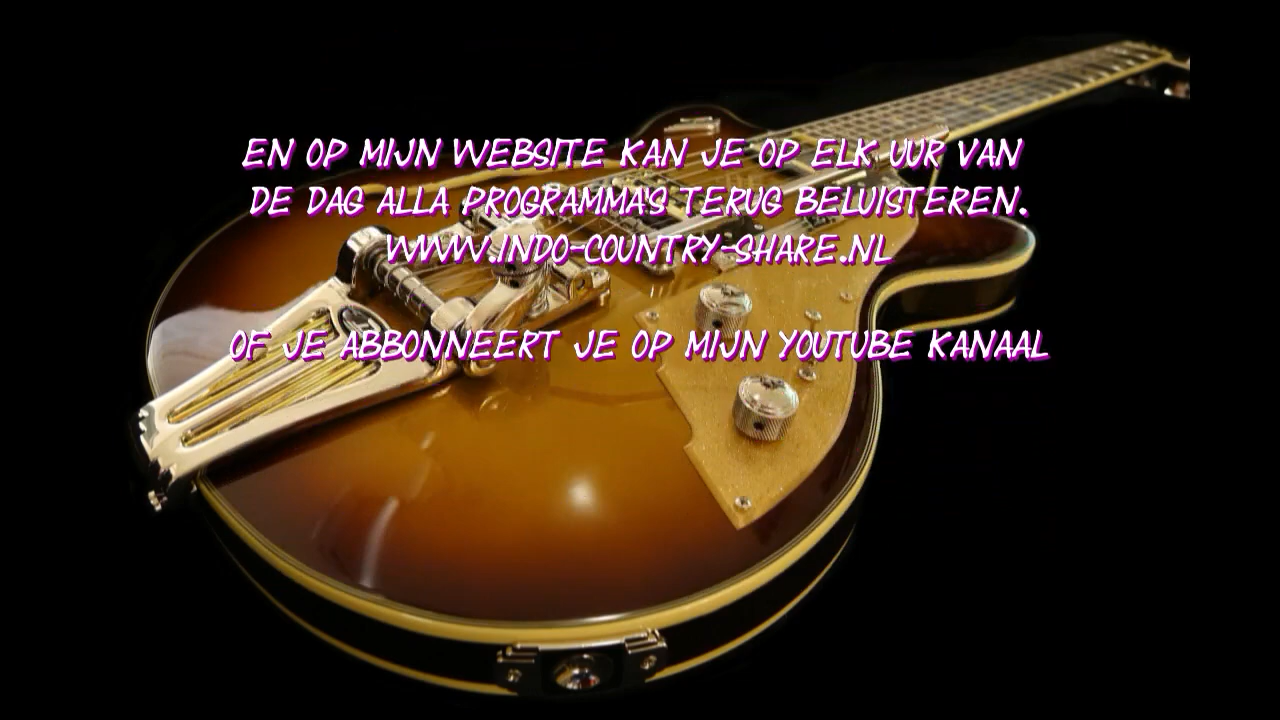 EN OP MIJN WEBSITE KAN JE OP ELK UUR VAN
DE DAG ALLA PROGRAMMA'S TERUG BELUISTEREN.
WWW.INDO-COUNTRY-SHARE.NL
OF JE ABBONNEERT JE OP MIJN YOUTUBE KANAAL